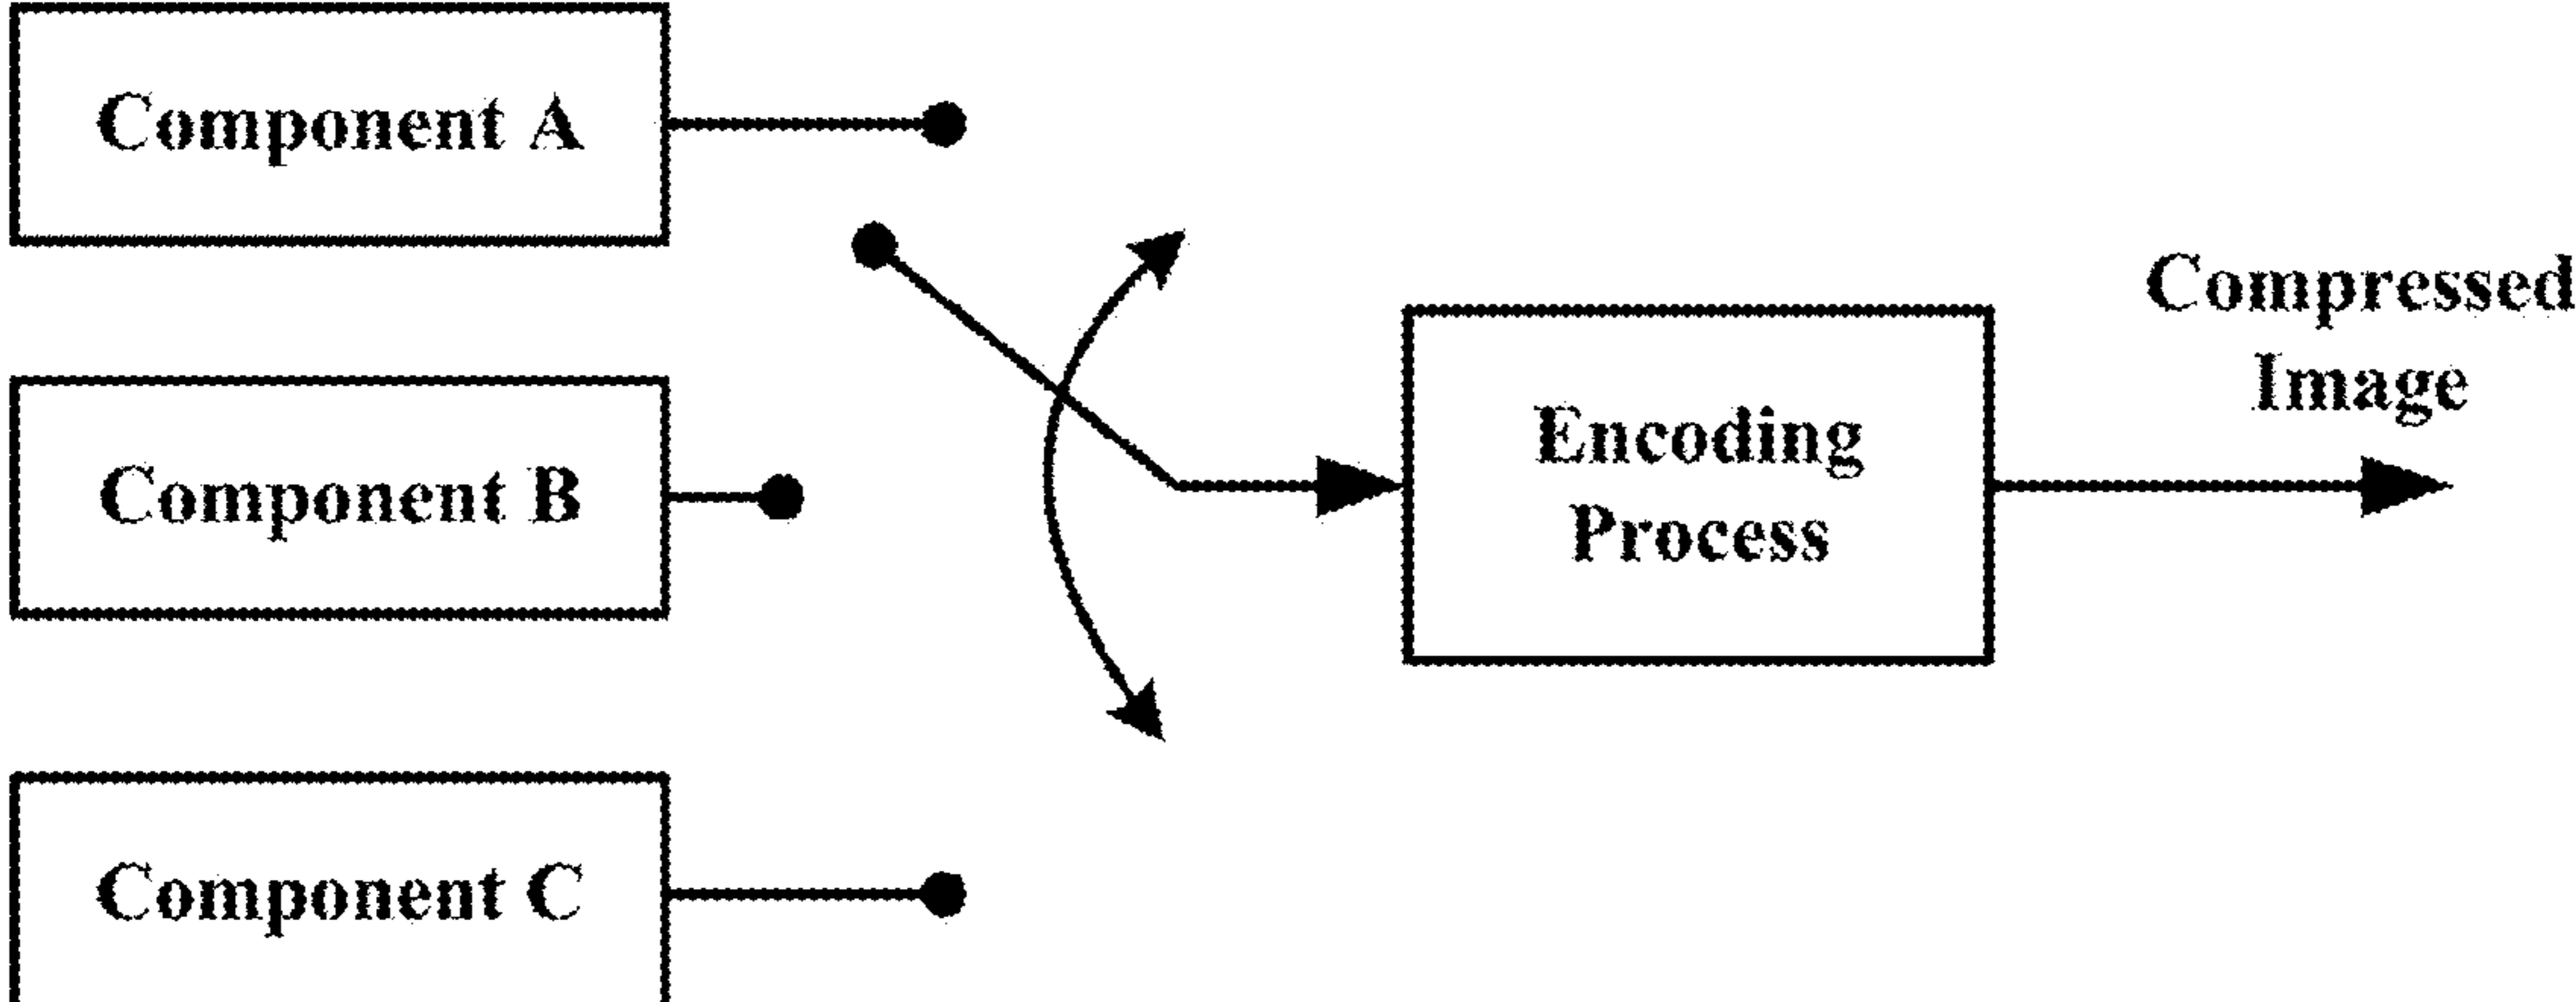 Component A
Component B
Component C
Encoding
Process
Compressed
Image